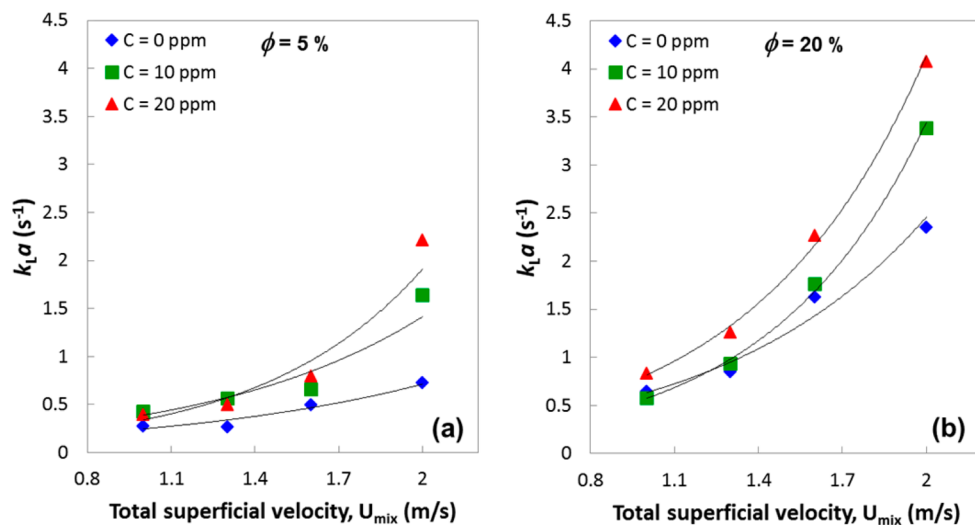 C = 0 ppm
C = 10 ppm
C = 20 ppm
ϕ = 5 %
4.5
4
3.5
3
2.5
2
1.5
1
0.5
0
kLa (s⁻¹)
0.8 1.1 1.4 1.7 2
Total superficial velocity, Umix (m/s)
(a)
C = 0 ppm
C = 10 ppm
C = 20 ppm
ϕ = 20 %
4.5
4
3.5
3
2.5
2
1.5
1
0.5
0
kLa (s⁻¹)
0.8 1.1 1.4 1.7 2
Total superficial velocity, Umix (m/s)
(b)